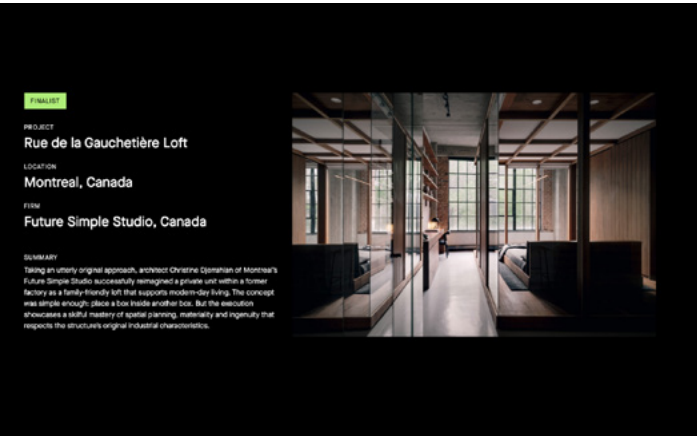 FINALIST
PROJECT
Rue de la Gauchetière Loft
LOCATION
Montreal, Canada
FIRM
Future Simple Studio, Canada
SUMMARY
Taking an utterly original approach, architect Christine Djerrahian of Montreal's
Future Simple Studio successfully reimagined a private unit within a former
factory as a family-friendly loft that supports modern-day living. The concept
was simple enough: place a box inside another box. But the execution
showcases a skilful mastery of spatial planning, materiality and ingenuity that
respects the structure's original industrial characteristics.